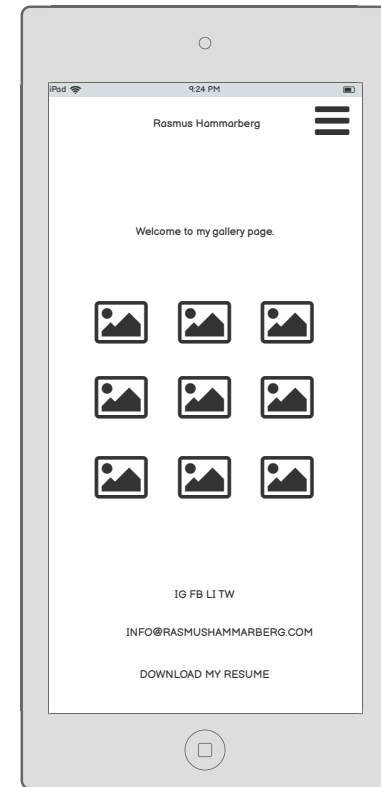 iPad 9:24 PM
Rasmus Hammarberg
Welcome to my gallery page.
IG FB LI TW
INFO@RASMUSHAMMARBERG.COM
DOWNLOAD MY RESUME